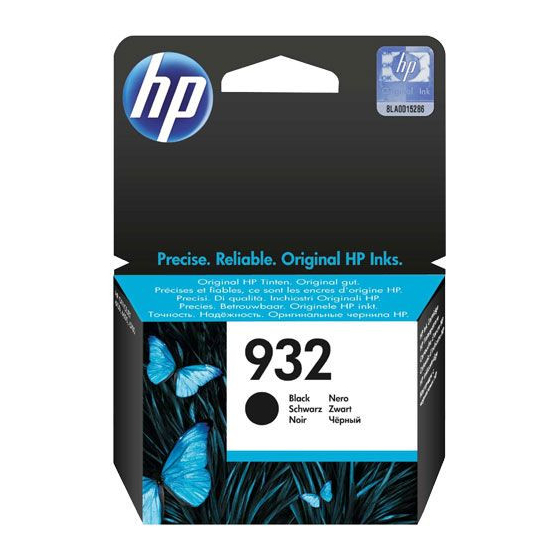 hp
hp
Original Ink
BLA0015286
Precise. Reliable. Original HP Inks.
Original HP Tinten. Original gut.
Précises et fiables, ce sont les encres d'origine HP.
Precisi. Di qualità. Inchiostri Originali HP.
Precies. Betrouwbaar. Originele HP inkt.
Точность. Надёжность. Оригинальные чернила HP.
932
Black Nero
Schwarz Zwart
Noir Чёрный